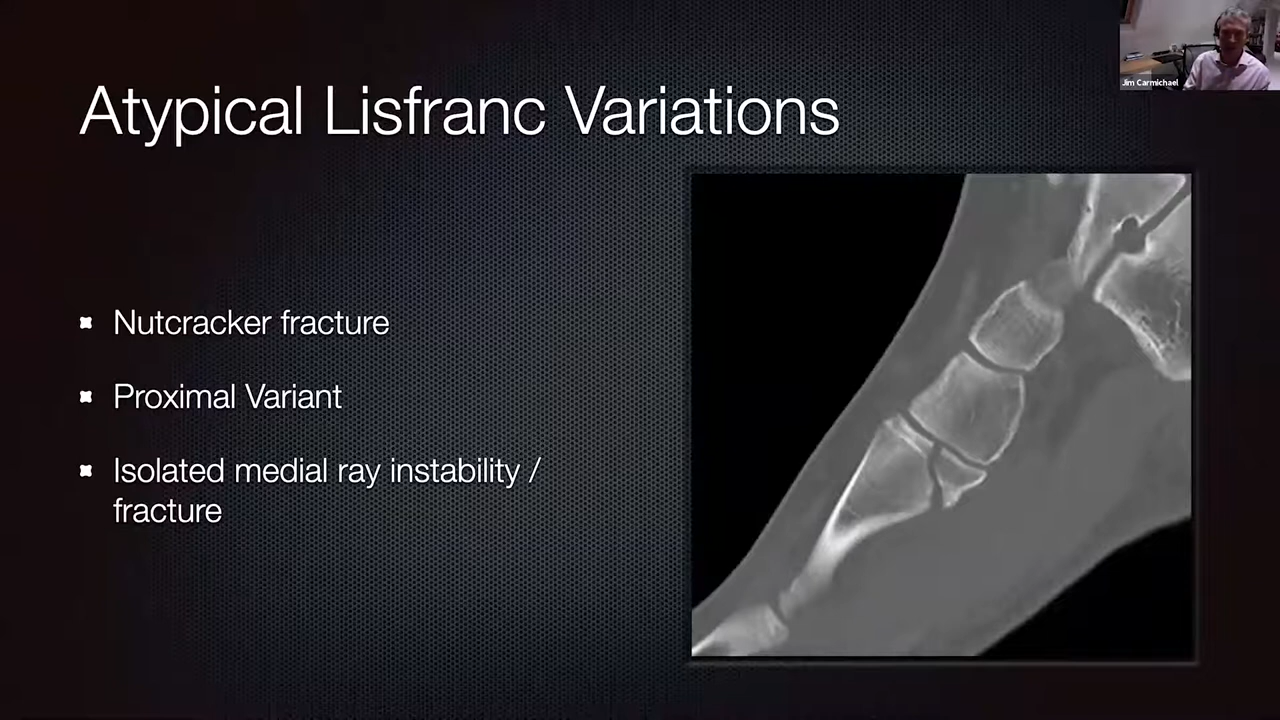 Jim Carmichael
Atypical Lisfranc Variations
Nutcracker fracture
Proximal Variant
Isolated medial ray instability /
fracture